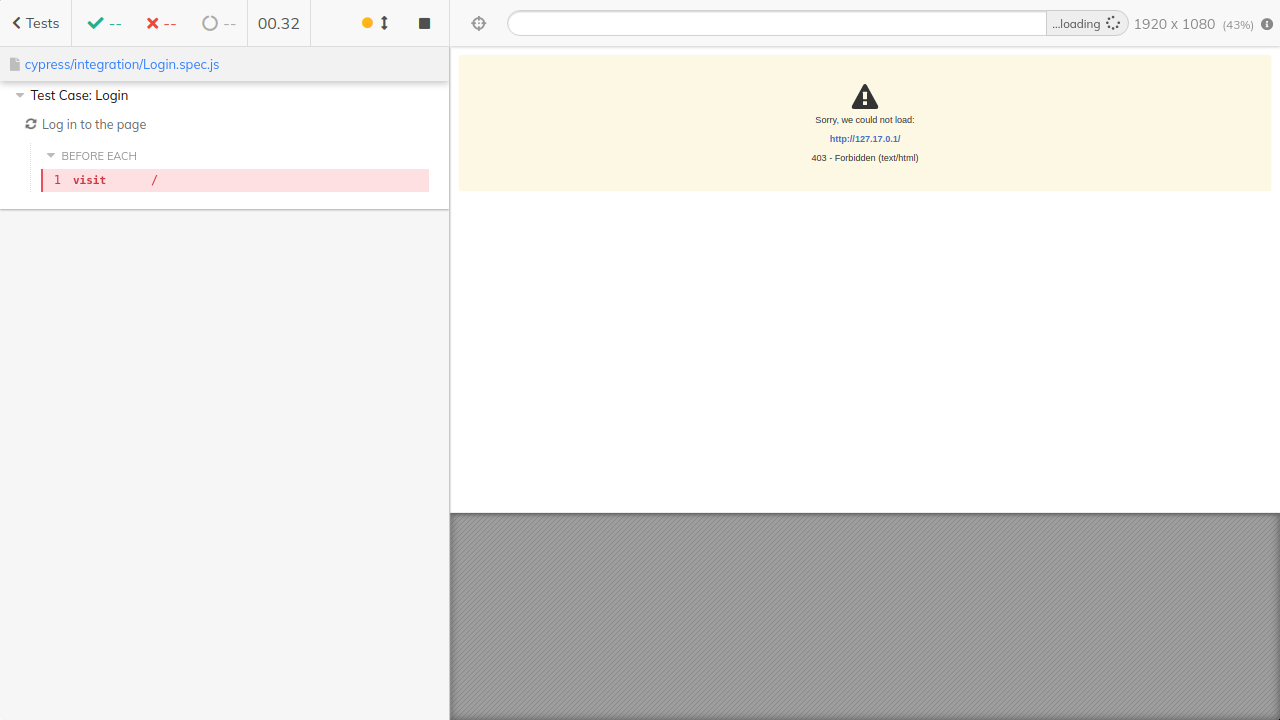 Tests -- -- -- 00.32
...loading 1920 x 1080 (43%)
cypress/integration/Login.spec.js
Test Case: Login
Log in to the page
BEFORE EACH
1 visit /
Sorry, we could not load:
http://127.17.0.1/
403 - Forbidden (text/html)